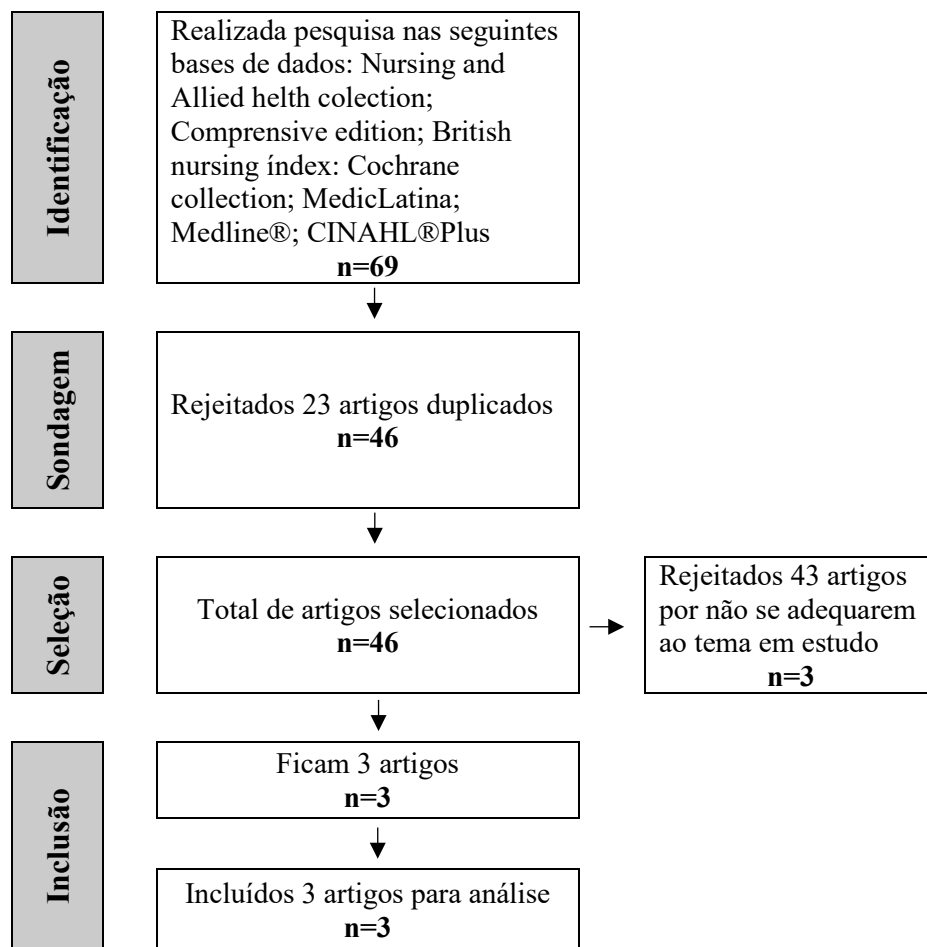 Identificação
Realizada pesquisa nas seguintes
bases de dados: Nursing and
Allied helth colection;
Comprensive edition; British
nursing índex: Cochrane
collection; MedicLatina;
Medline®; CINAHL®Plus
n=69
Sondagem
Rejeitados 23 artigos duplicados
n=46
Seleção
Total de artigos selecionados
n=46
Rejeitados 43 artigos
por não se adequarem
ao tema em estudo
n=3
Inclusão
Ficam 3 artigos
n=3
Incluídos 3 artigos para análise
n=3